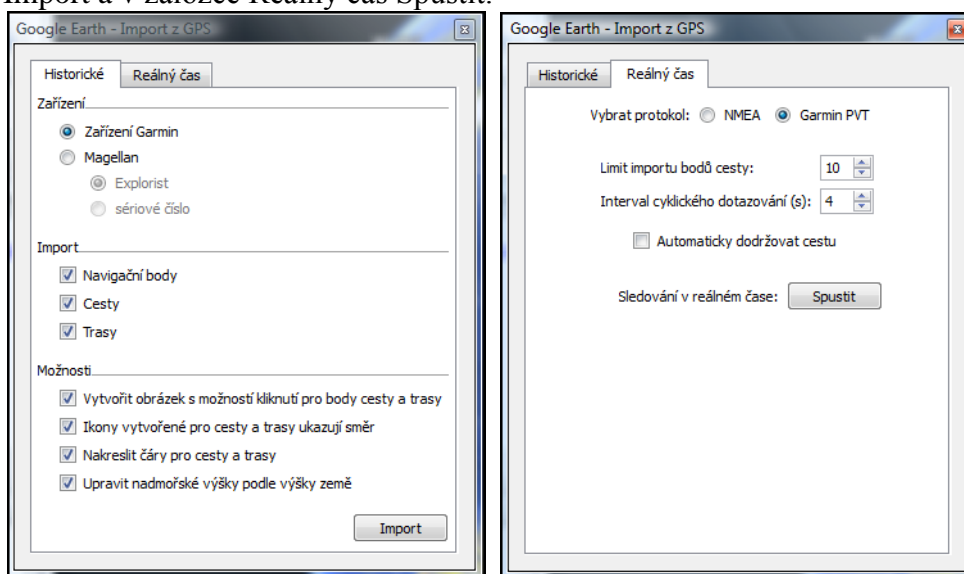 Import a v záložce Reálný čas Spustit.
Google Earth - Import z GPS
Historické Reálný čas
Zařízení
Zařízení Garmin
Magellan
Explorist
sériové číslo
Import
Navigační body
Cesty
Trasy
Možnosti
Vytvořit obrázek s možností kliknutí pro body cesty a trasy
Ikony vytvořené pro cesty a trasy ukazují směr
Nakreslit čáry pro cesty a trasy
Upravit nadmořské výšky podle výšky země
Import
Google Earth - Import z GPS
Historické Reálný čas
Vybrat protokol: NMEA Garmin PVT
Limit importu bodů cesty: 10
Interval cyklického dotazování (s): 4
Automaticky dodržovat cestu
Sledování v reálném čase: Spustit